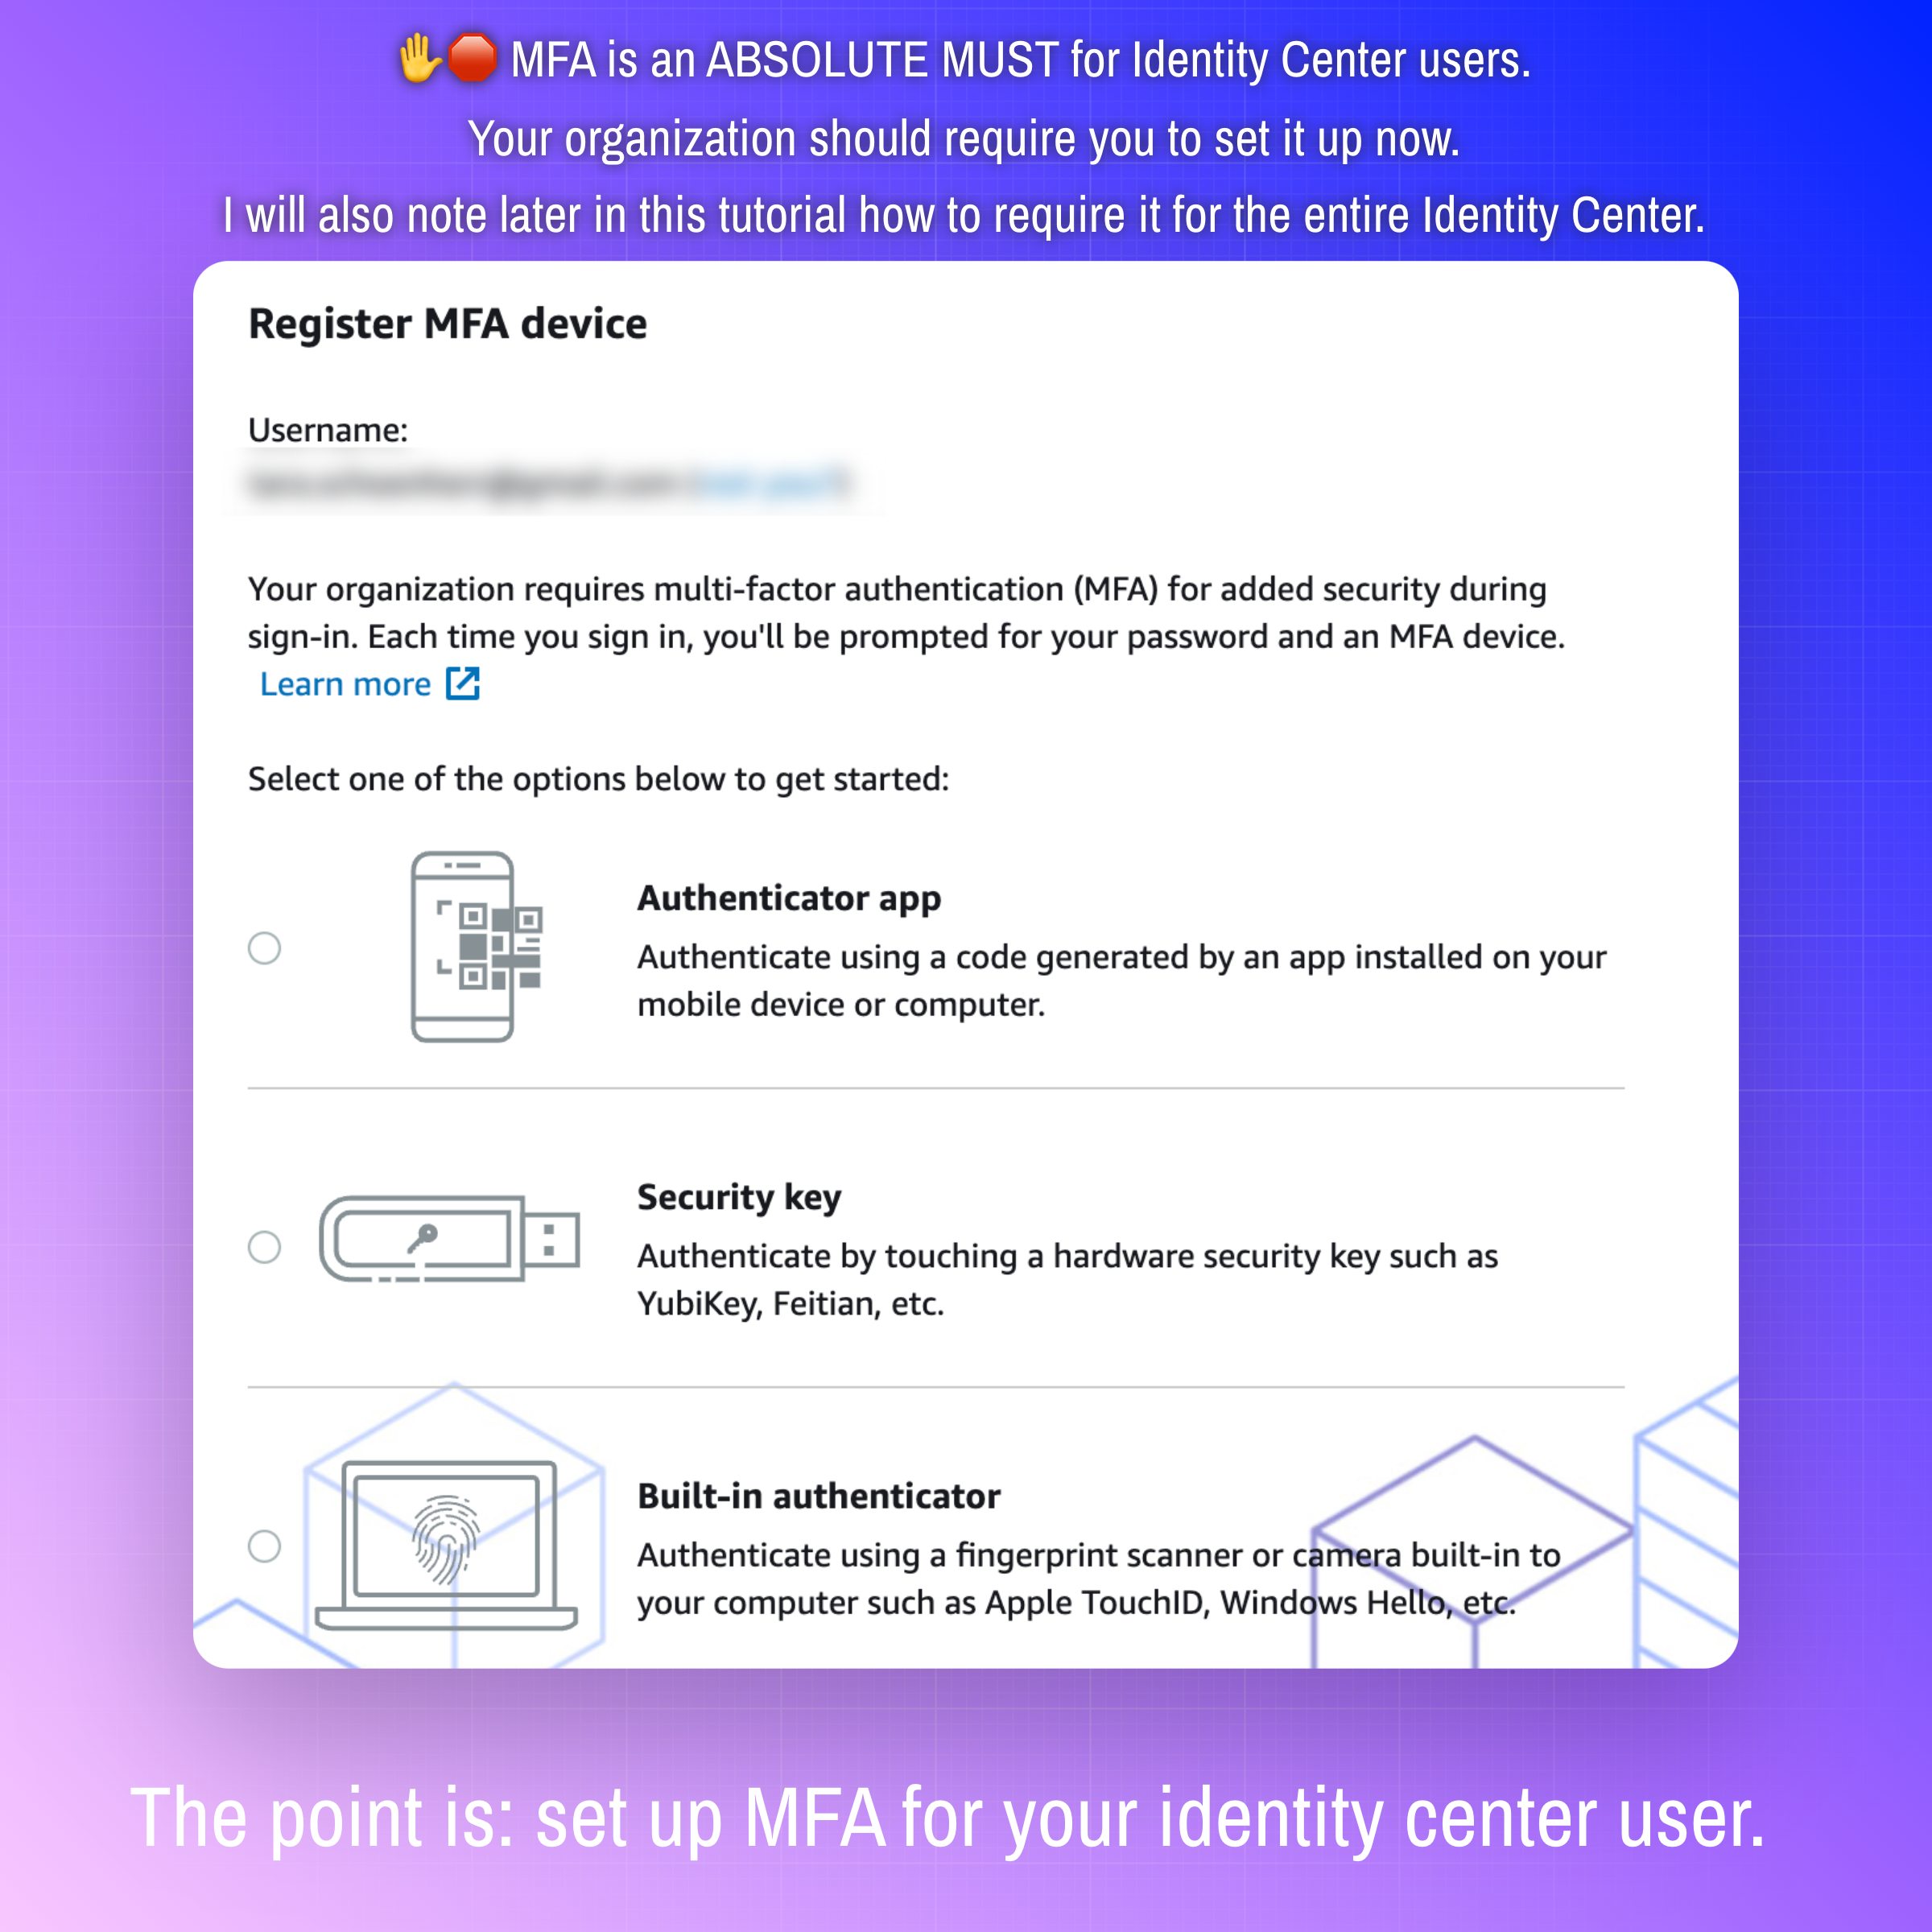 ✋🛑 MFA is an ABSOLUTE MUST for Identity Center users.
Your organization should require you to set it up now.
I will also note later in this tutorial how to require it for the entire Identity Center.
Register MFA device
Username:
Your organization requires multi-factor authentication (MFA) for added security during
sign-in. Each time you sign in, you'll be prompted for your password and an MFA device.
Learn more
Select one of the options below to get started:
Authenticator app
Authenticate using a code generated by an app installed on your
mobile device or computer.
Security key
Authenticate by touching a hardware security key such as
YubiKey, Feitian, etc.
Built-in authenticator
Authenticate using a fingerprint scanner or camera built-in to
your computer such as Apple TouchID, Windows Hello, etc.
The point is: set up MFA for your identity center user.